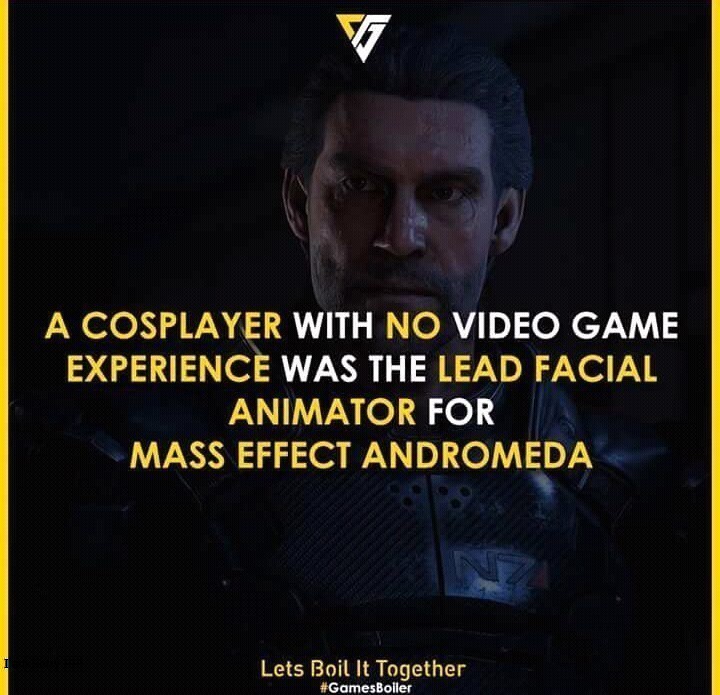 A COSPLAYER WITH NO VIDEO GAME
EXPERIENCE WAS THE LEAD FACIAL
ANIMATOR FOR
MASS EFFECT ANDROMEDA
N7
Lets Boil It Together
#GamesBoiler